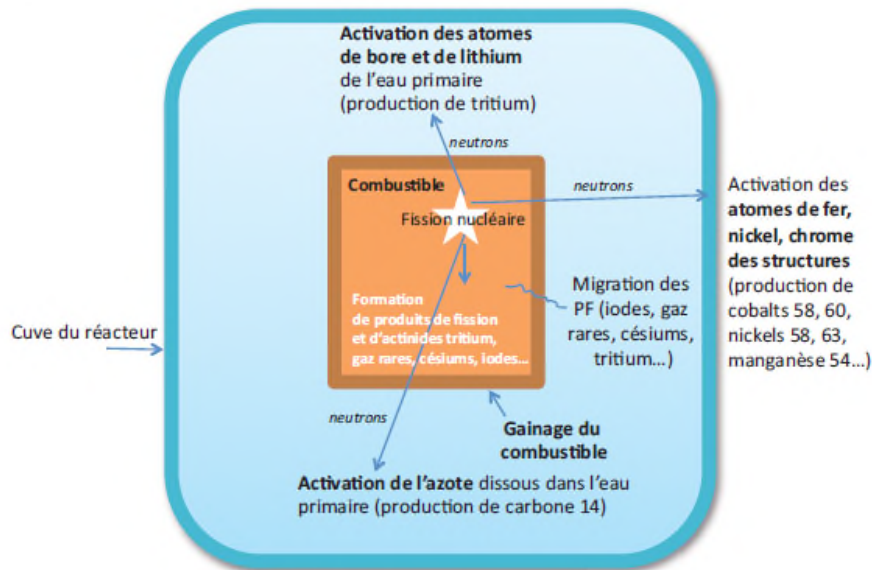 Activation des atomes
de bore et de lithium
de l'eau primaire
(production de tritium)
neutrons
Combustible
neutrons
Fission nucléaire
Activation des
atomes de fer,
nickel, chrome
des structures
(production de
cobalts 58, 60,
nickels 58, 63,
manganèse 54...)
Formation
de produits de fission
et d'actinides tritium,
gaz rares, césiums, iodes...
Migration des
PF (iodes, gaz
rares, césiums,
tritium...)
Cuve du réacteur
neutrons
Gainage du
combustible
Activation de l'azote dissous dans l'eau
primaire (production de carbone 14)